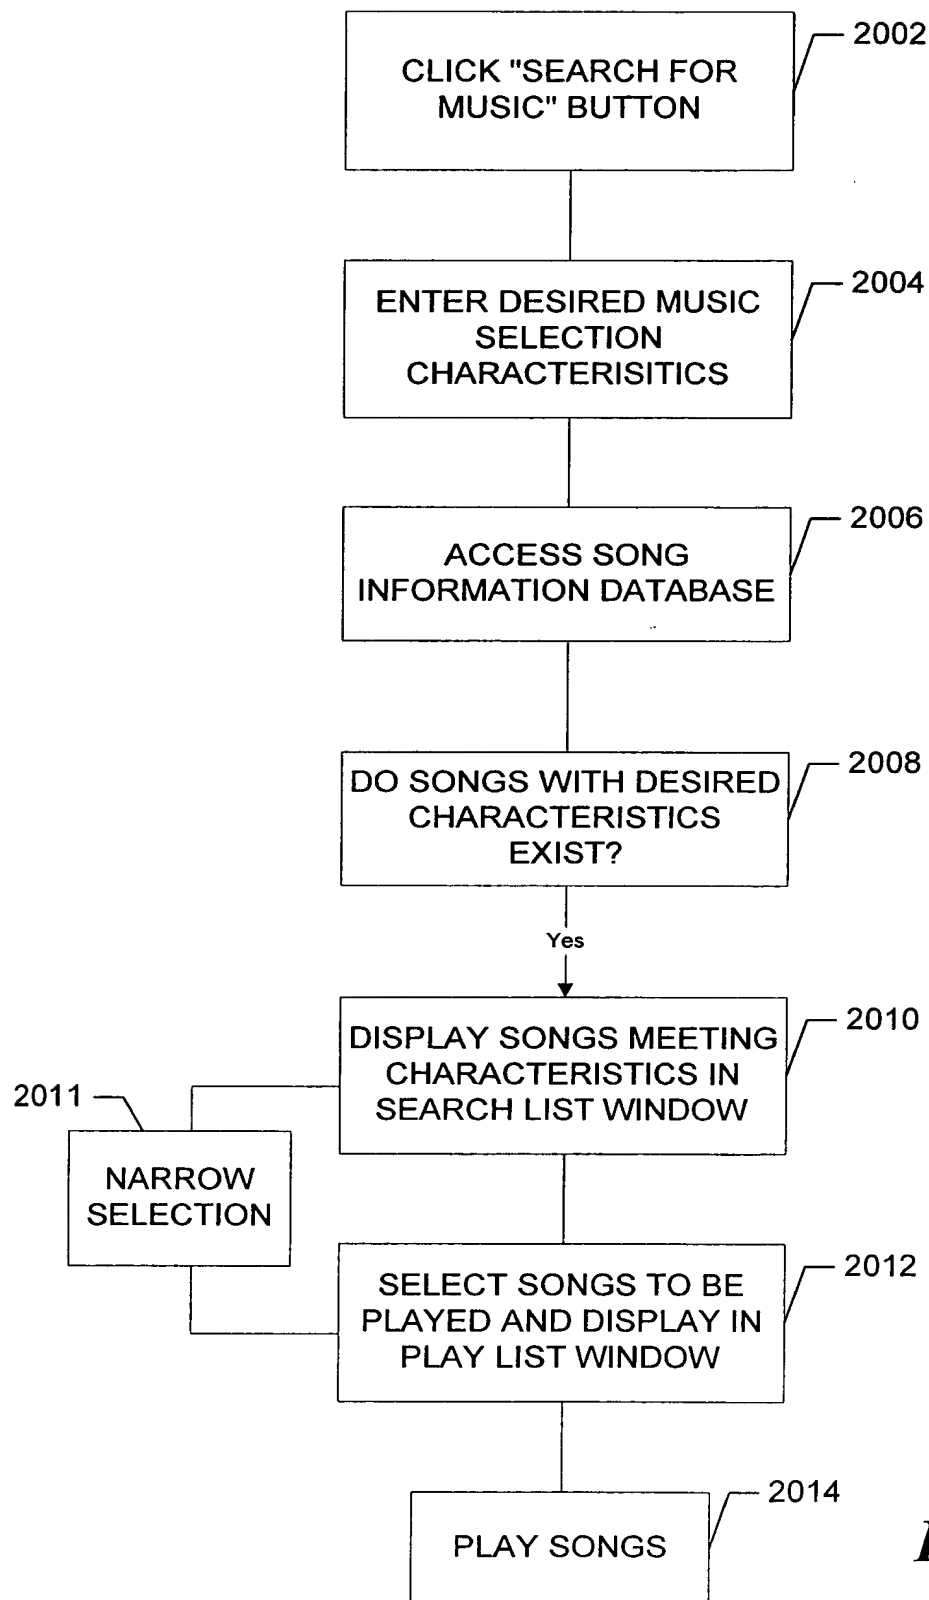 2002
CLICK "SEARCH FOR
MUSIC" BUTTON
2004
ENTER DESIRED MUSIC
SELECTION
CHARACTERISITICS
2006
ACCESS SONG
INFORMATION DATABASE
2008
DO SONGS WITH DESIRED
CHARACTERISTICS
EXIST?
Yes
2010
DISPLAY SONGS MEETING
CHARACTERISTICS IN
SEARCH LIST WINDOW
2011
NARROW
SELECTION
2012
SELECT SONGS TO BE
PLAYED AND DISPLAY IN
PLAY LIST WINDOW
2014
PLAY SONGS